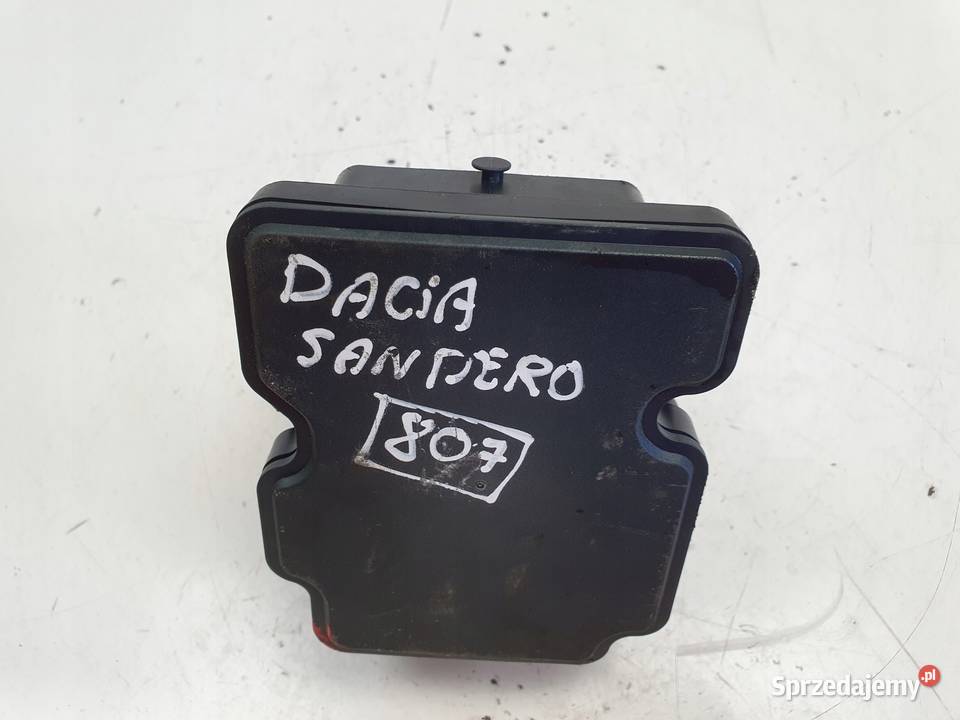 DACiA
SANDERO
807
Sprzedajemy.pl